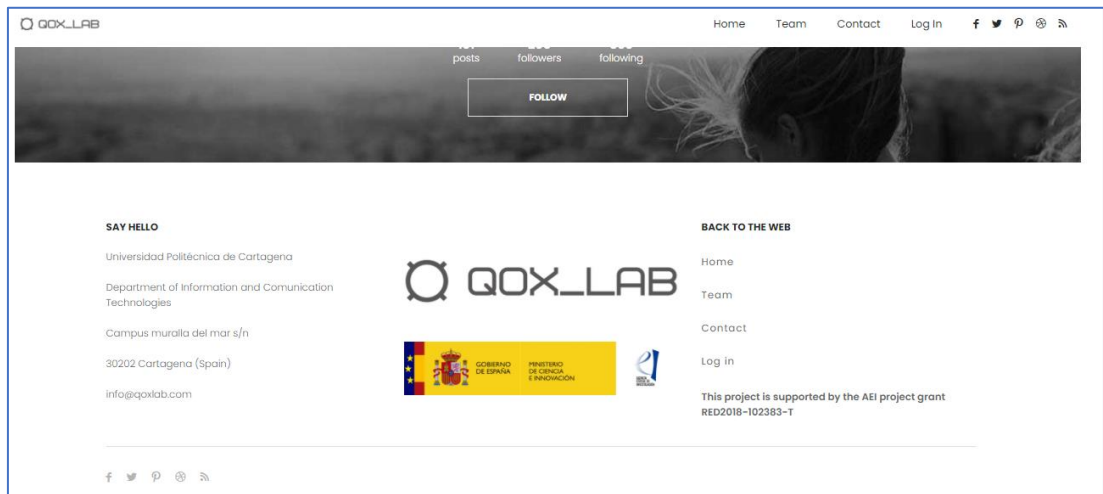 QOX_LAB
Home Team Contact Log In
posts followers following
FOLLOW
SAY HELLO
Universidad Politécnica de Cartagena
Department of Information and Comunication
Technologies
Campus muralla del mar s/n
30202 Cartagena (Spain)
info@qoxlab.com
QOX_LAB
GOBIERNO
DE ESPAÑA
MINISTERIO
DE CIENCIA
E INNOVACIÓN
BACK TO THE WEB
Home
Team
Contact
Log in
This project is supported by the AEI project grant
RED2018-102383-T